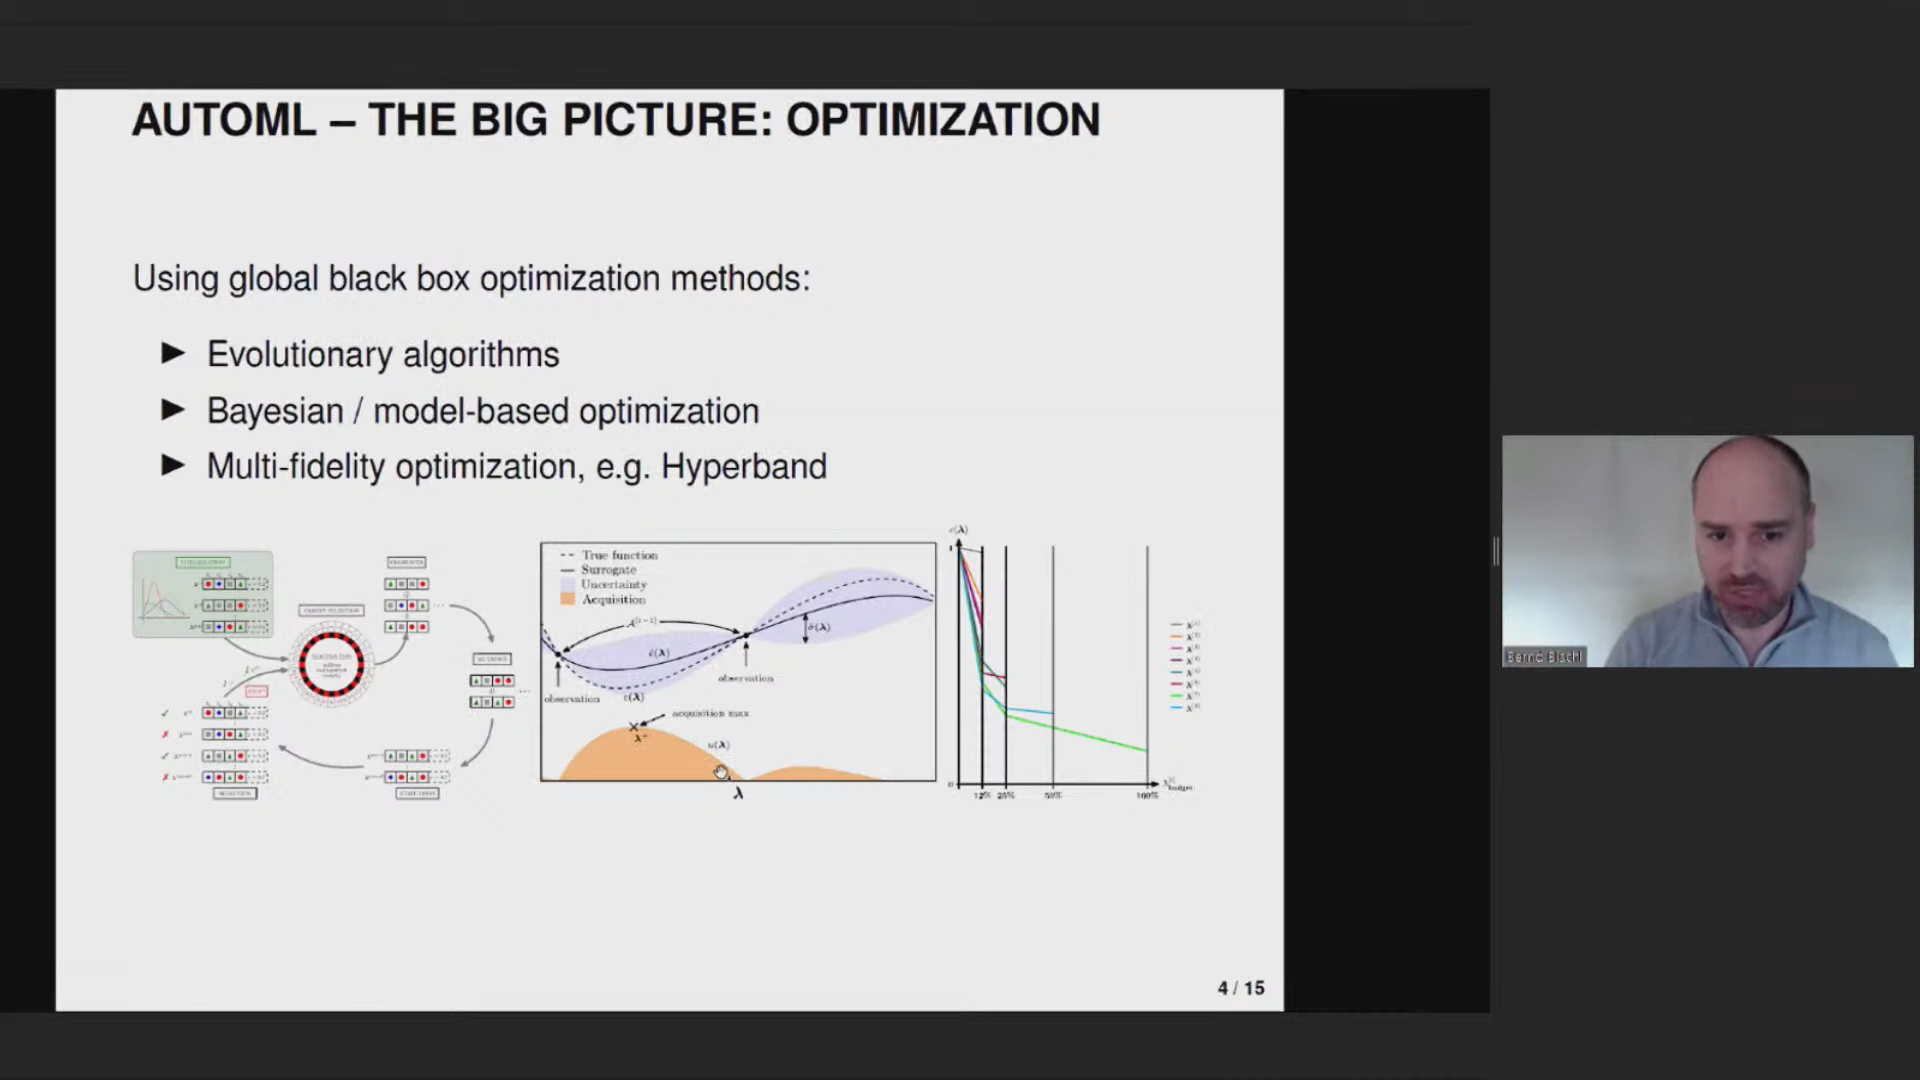 AUTOML – THE BIG PICTURE: OPTIMIZATION
Using global black box optimization methods:
▶ Evolutionary algorithms
▶ Bayesian / model-based optimization
▶ Multi-fidelity optimization, e.g. Hyperband
True function
Surrogate
Uncertainty
Acquisition
observation
observation
c(λ)
acquisition max
u(λ)
λ
c(λ)
1
0
12% 25% 50% 100%
Bernd Bischl
4 / 15